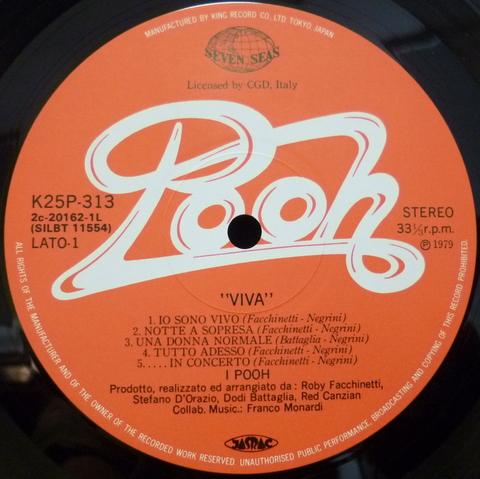 MANUFACTURED BY KING RECORD CO., LTD. TOKYO, JAPAN
SEVEN SEAS
Licensed by CGD, Italy
Pooh
K25P-313
2c-20162-1L
(SILBT 11554)
LATO-1
STEREO
33⅓r.p.m.
Ⓟ 1979
"VIVA"
1. IO SONO VIVO (Facchinetti - Negrini)
2. NOTTE A SOPRESA (Facchinetti - Negrini)
3. UNA DONNA NORMALE (Battaglia - Negrini)
4. TUTTO ADESSO (Facchinetti - Negrini)
5. .... IN CONCERTO (Facchinetti - Negrini)
I POOH
Prodotto, realizzato ed arrangiato da : Roby Facchinetti,
Stefano D'Orazio, Dodi Battaglia, Red Canzian
Collab. Music.: Franco Monardi
JASRAC
ALL RIGHTS OF THE MANUFACTURER AND OF THE OWNER OF THE RECORDED WORK RESERVED. UNAUTHORISED PUBLIC PERFORMANCE, BROADCASTING AND COPYING OF THIS RECORD PROHIBITED.